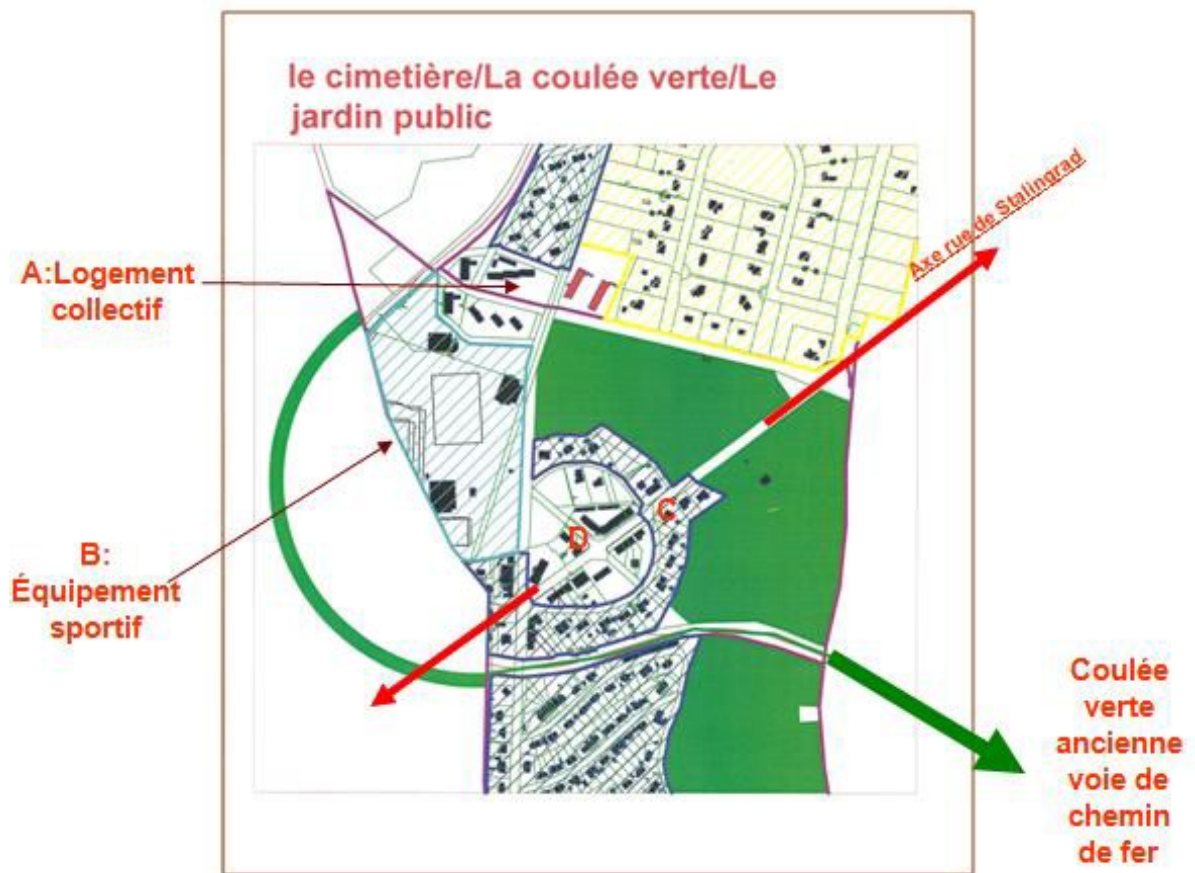 le cimetière/La coulée verte/Le
jardin public
Axe rue de Stalingrad
A:Logement
collectif
C
D
B:
Équipement
sportif
Coulée
verte
ancienne
voie de
chemin
de fer